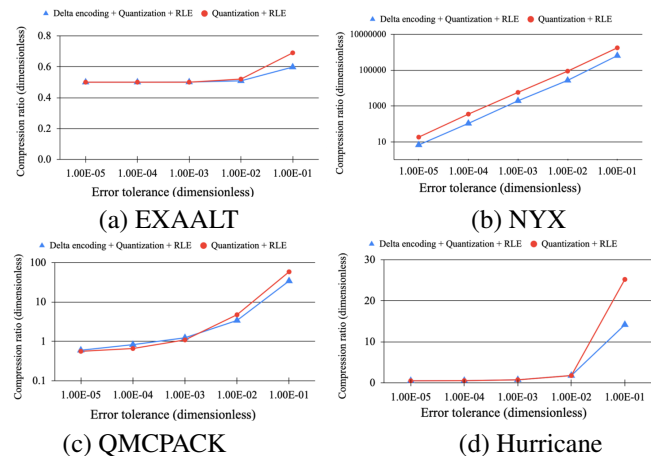 Delta encoding + Quantization + RLE Quantization + RLE
Compression ratio (dimensionless)
0.8
0.6
0.4
0.2
0.0
1.00E-05 1.00E-04 1.00E-03 1.00E-02 1.00E-01
Error tolerance (dimensionless)
(a) EXAALT
Delta encoding + Quantization + RLE Quantization + RLE
Compression ratio (dimensionless)
10000000
100000
1000
10
1.00E-05 1.00E-04 1.00E-03 1.00E-02 1.00E-01
Error tolerance (dimensionless)
(b) NYX
Delta encoding + Quantization + RLE Quantization + RLE
Compression ratio (dimensionless)
100
10
1
0.1
1.00E-05 1.00E-04 1.00E-03 1.00E-02 1.00E-01
Error tolerance (dimensionless)
(c) QMCPACK
Delta encoding + Quantization + RLE Quantization + RLE
Compression ratio (dimensionless)
30
20
10
0
1.00E-05 1.00E-04 1.00E-03 1.00E-02 1.00E-01
Error tolerance (dimensionless)
(d) Hurricane